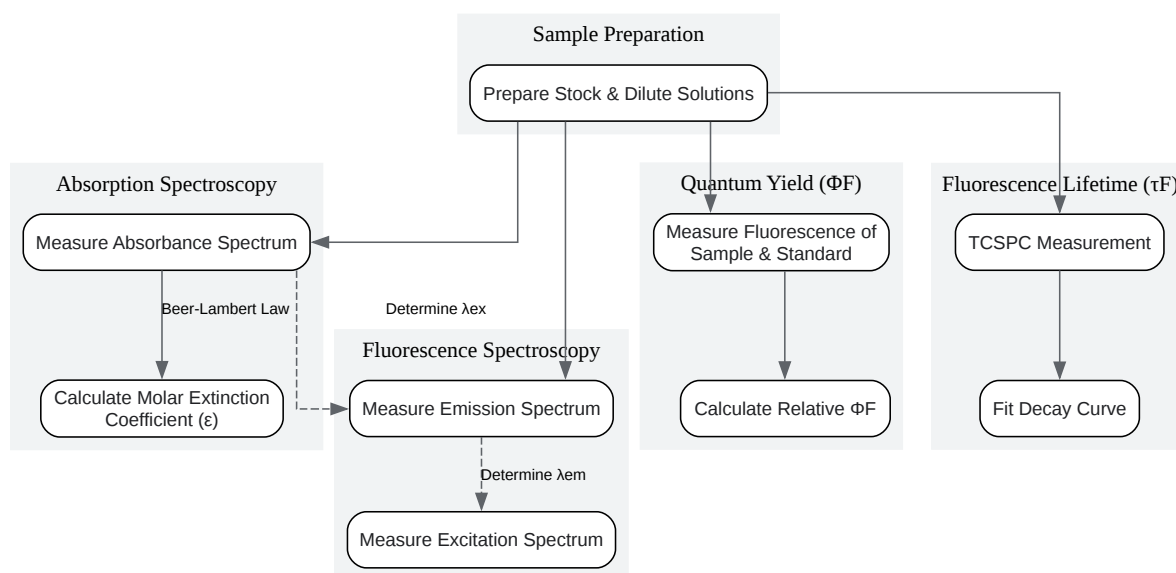 Sample Preparation
Prepare Stock & Dilute Solutions
Absorption Spectroscopy
Measure Absorbance Spectrum
Beer-Lambert Law
Calculate Molar Extinction
Coefficient (ε)
Determine λex
Fluorescence Spectroscopy
Measure Emission Spectrum
Determine λem
Measure Excitation Spectrum
Quantum Yield (ΦF)
Measure Fluorescence of
Sample & Standard
Calculate Relative ΦF
Fluorescence Lifetime (τF)
TCSPC Measurement
Fit Decay Curve